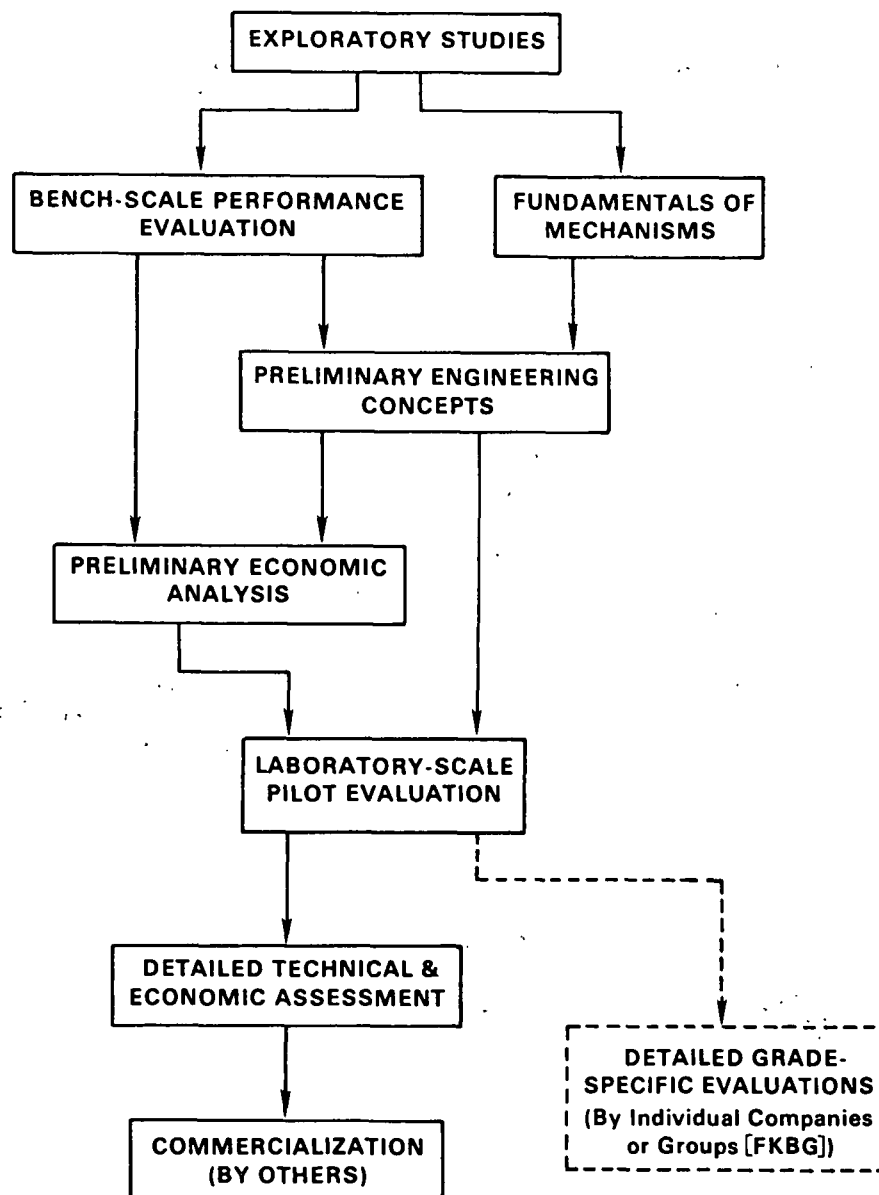 EXPLORATORY STUDIES
BENCH-SCALE PERFORMANCE
EVALUATION
FUNDAMENTALS OF
MECHANISMS
PRELIMINARY ENGINEERING
CONCEPTS
PRELIMINARY ECONOMIC
ANALYSIS
LABORATORY-SCALE
PILOT EVALUATION
DETAILED TECHNICAL &
ECONOMIC ASSESSMENT
DETAILED GRADE-
SPECIFIC EVALUATIONS
(By Individual Companies
or Groups [FKBG])
COMMERCIALIZATION
(BY OTHERS)